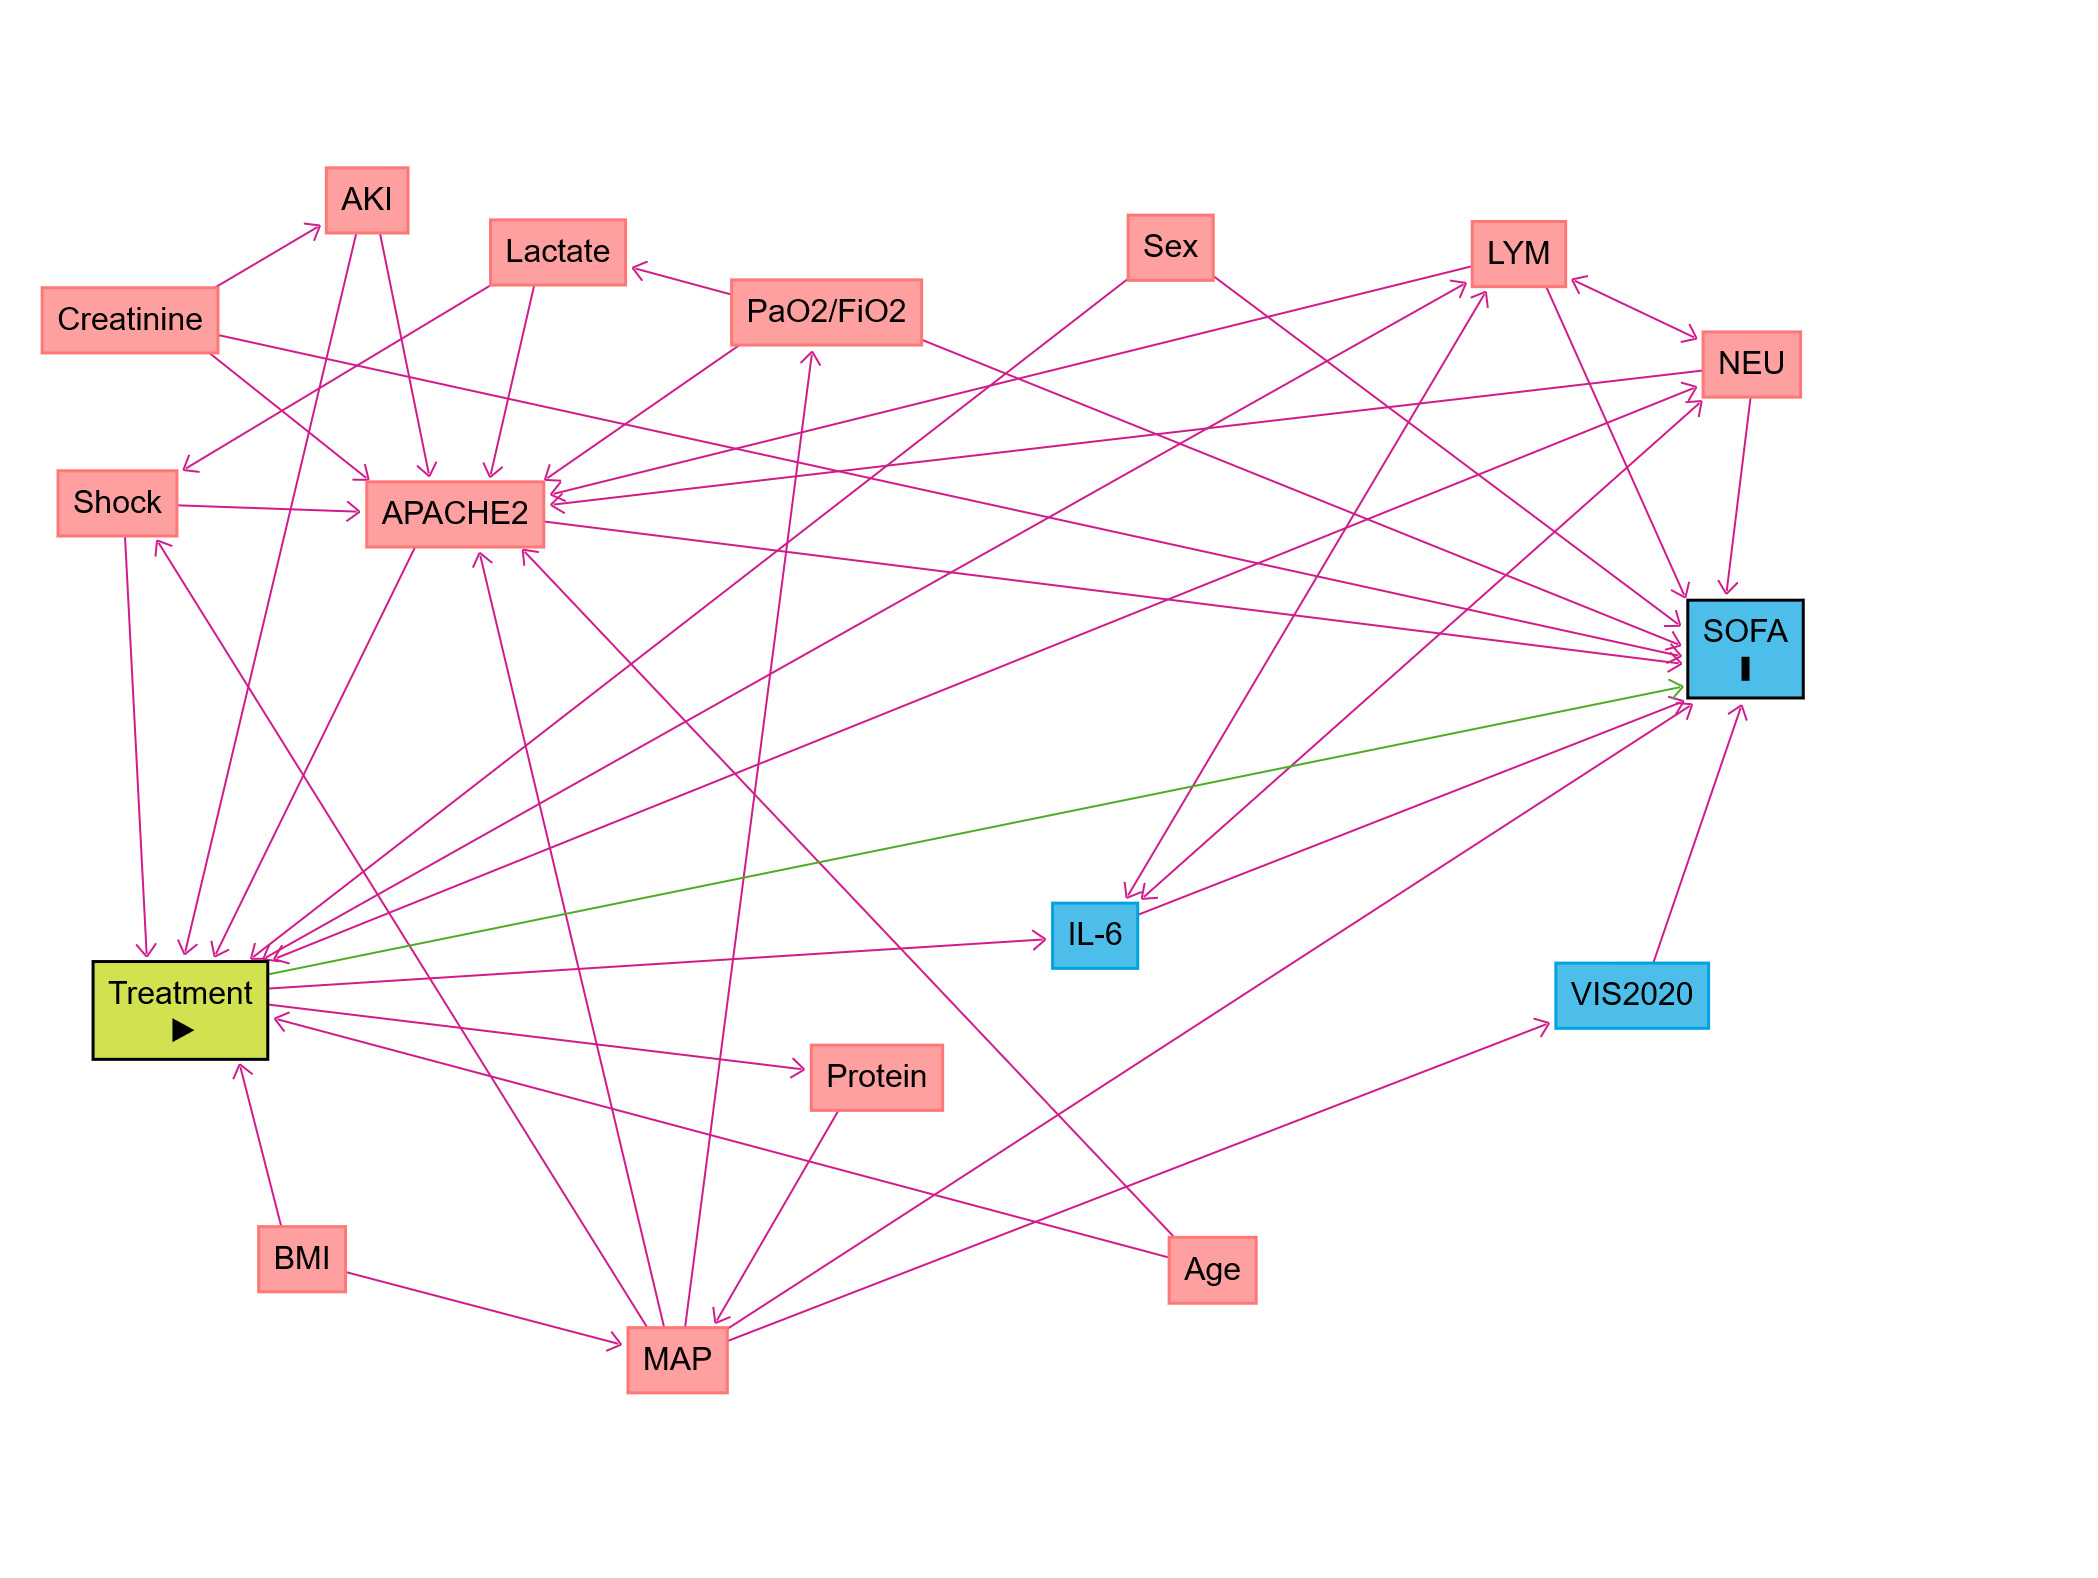 AKI
Lactate
Sex
LYM
Creatinine
PaO2/FiO2
NEU
Shock
APACHE2
SOFA
IL-6
Treatment
VIS2020
Protein
BMI
Age
MAP